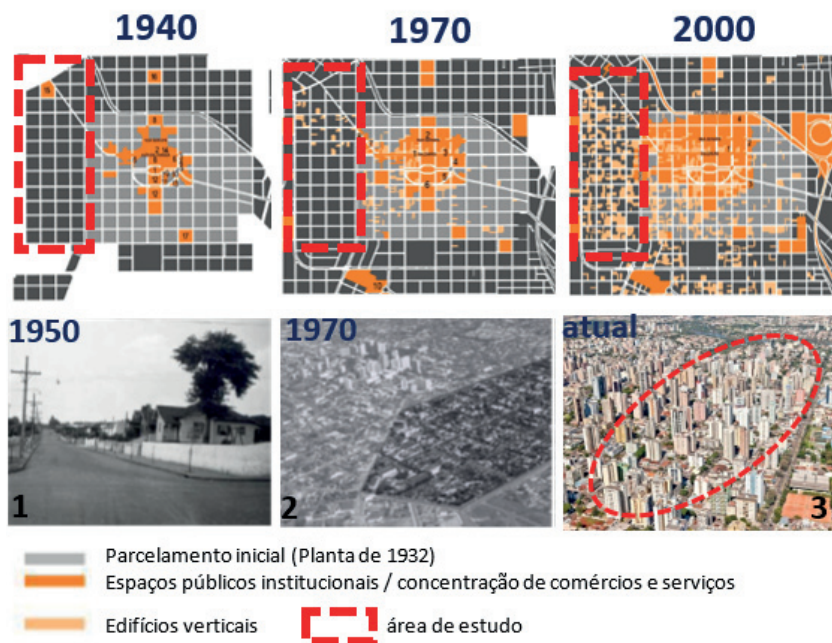 1940
1970
2000
1950
1970
atual
1
2
3
Parcelamento inicial (Planta de 1932)
Espaços públicos institucionais / concentração de comércios e serviços
Edifícios verticais
área de estudo